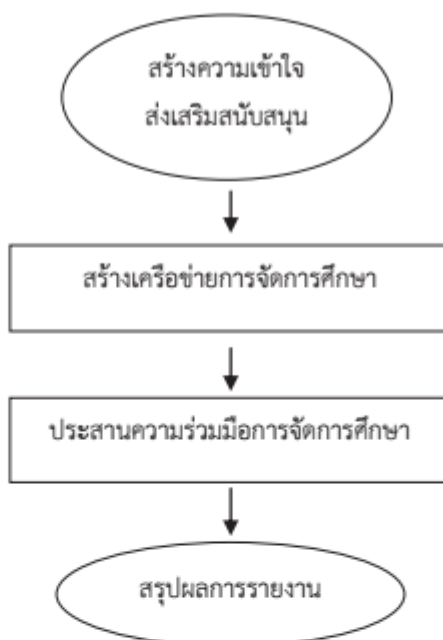 สร้างความเข้าใจ
ส่งเสริมสนับสนุน
สร้างเครือข่ายการจัดการศึกษา
ประสานความร่วมมือการจัดการศึกษา
สรุปผลการรายงาน